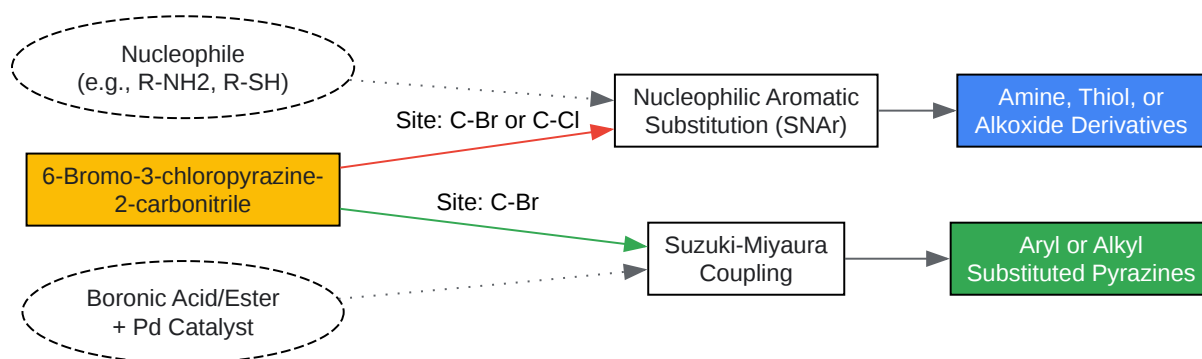 Nucleophile
(e.g., R-NH2, R-SH)
Site: C-Br or C-Cl
Nucleophilic Aromatic
Substitution (SNAr)
Amine, Thiol, or
Alkoxide Derivatives
6-Bromo-3-chloropyrazine-
2-carbonitrile
Site: C-Br
Suzuki-Miyaura
Coupling
Aryl or Alkyl
Substituted Pyrazines
Boronic Acid/Ester
+ Pd Catalyst